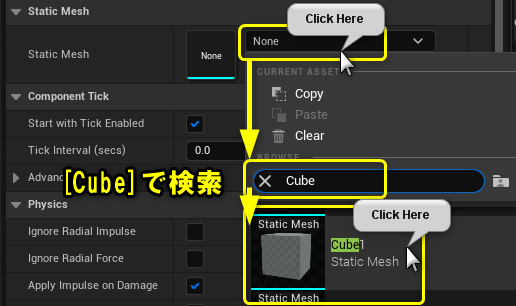 Static Mesh
Click Here
Static Mesh
None
None
CURRENT ASSET
Copy
Component Tick
Paste
Start with Tick Enabled
Clear
Tick Interval (secs)
0.0
BROWSE
[Cube]で検索
Cube
Advan
Physics
Click Here
Static Mesh
Ignore Radial Impulse
Cube1
Static Mesh
Ignore Radial Force
Apply Impulse on Damage
Static Mesh